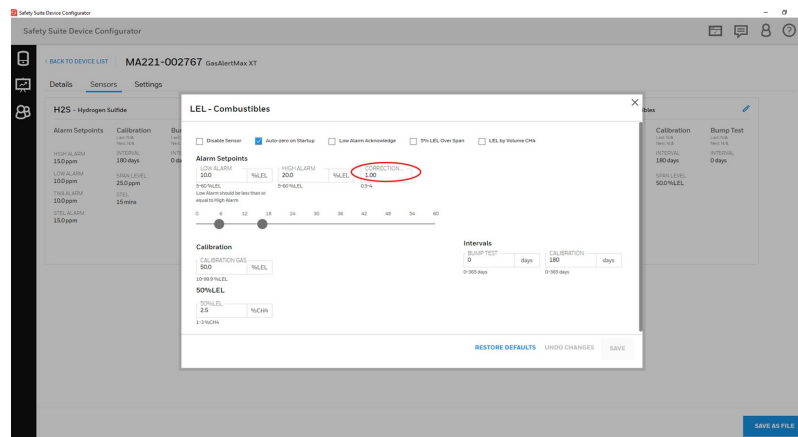 Safety Suite Device Configurator
Safety Suite Device Configurator
< BACK TO DEVICE LIST
MA221-002767 GasAlertMax XT
Details Sensors Settings
H2S - Hydrogen Sulfide
Alarm Setpoints Calibration
Last: N/A
Next: N/A
HIGH ALARM
15.0 ppm
INTERVAL
180 days
LOW ALARM
10.0 ppm
SPAN LEVEL
25.0 ppm
TWA ALARM
10.0 ppm
STEL
15 mins
STEL ALARM
15.0 ppm
LEL - Combustibles
Disable Sensor Auto-zero on Startup Low Alarm Acknowledge 5% LEL Over Span LEL by Volume CH4
Alarm Setpoints
LOW ALARM
10.0 %LEL
HIGH ALARM
20.0 %LEL
CORRECTION...
1.00
5-60 %LEL 5-60 %LEL 0.5-4
Low Alarm should be less than or
equal to High Alarm
0 6 12 18 24 30 36 42 48 54 60
Calibration
CALIBRATION GAS
50.0 %LEL
10-98.9 %LEL
50%LEL
50%LEL
2.5 %CH4
1-3 %CH4
Intervals
BUMP TEST
0 days
CALIBRATION
180 days
0-365 days 0-365 days
RESTORE DEFAULTS UNDO CHANGES SAVE
Calibration Bump Test
Last: N/A Last: N/A
Next: N/A Next: N/A
INTERVAL INTERVAL
180 days 0 days
SPAN LEVEL
50.0 %LEL
SAVE AS FILE